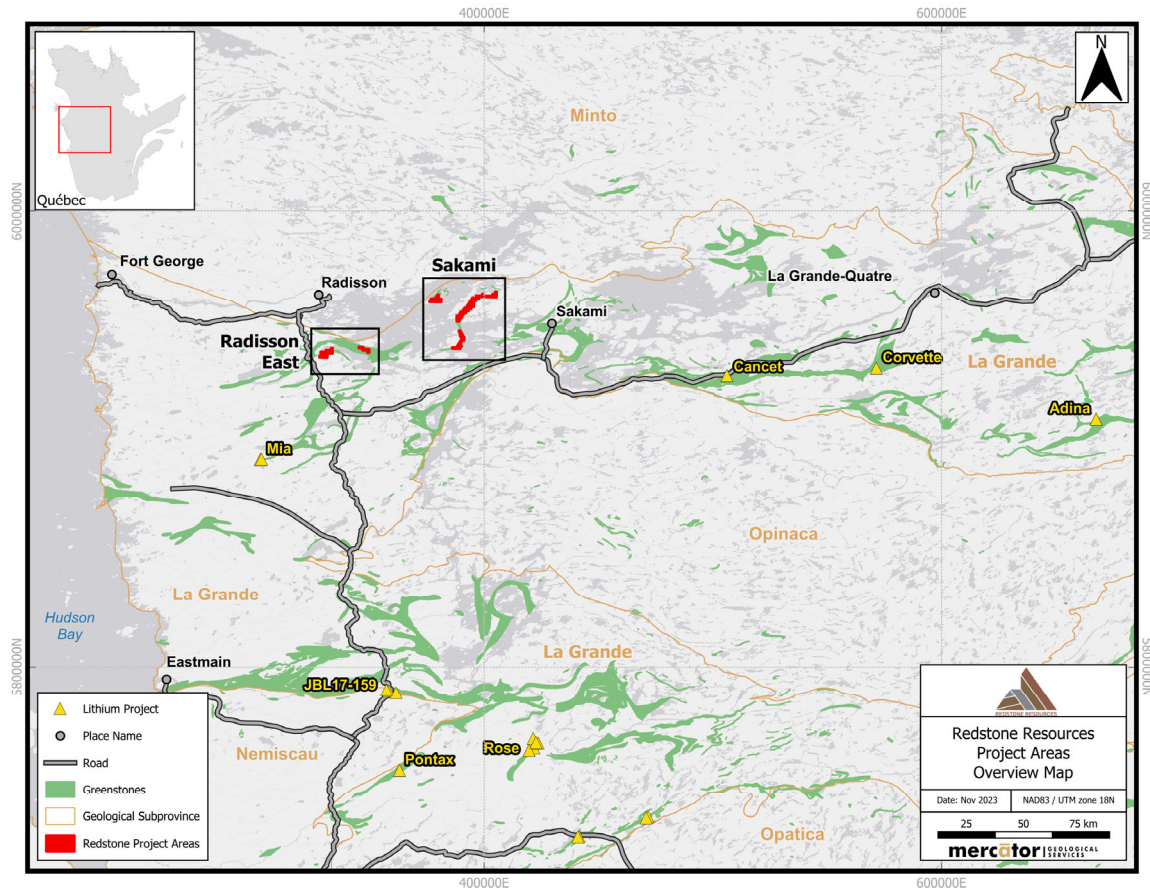 400000E
600000E
N
Québec
Minto
6000000N
6000000N
Fort George
Radisson
Sakami
La Grande-Quatre
Sakami
Radisson
East
Cancet
Corvette
La Grande
Adina
Mia
Opinaca
La Grande
Hudson
Bay
La Grande
5800000N
5800000N
Eastmain
JBL17-159
Nemiscau
Pontax
Rose
Opatica
Lithium Project
Place Name
Road
Greenstones
Geological Subprovince
Redstone Project Areas
REDSTONE RESOURCES
Redstone Resources
Project Areas
Overview Map
Date: Nov 2023
NAD83 / UTM zone 18N
25 50 75 km
mercător GEOLOGICAL
SERVICES
400000E
600000E